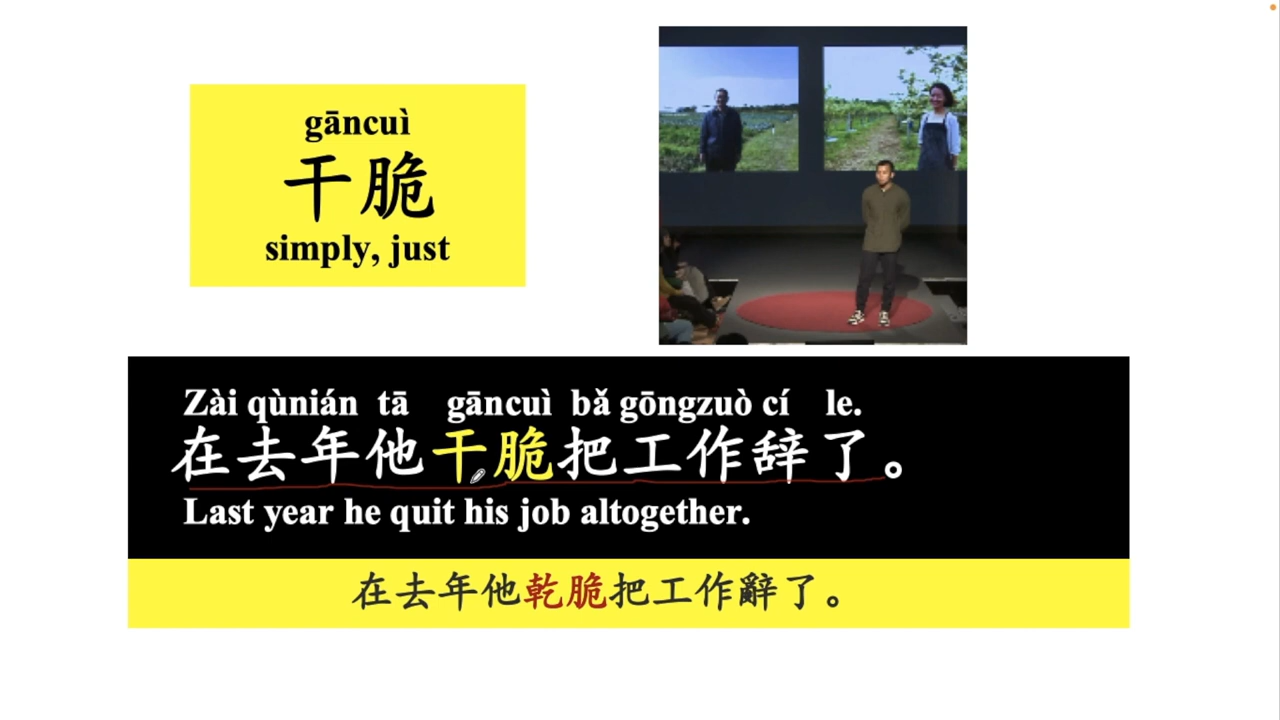 gāncuì
干脆
simply, just
Zài qùnián tā gāncuì bǎ gōngzuò cí le.
在去年他干脆把工作辞了。
Last year he quit his job altogether.
在去年他乾脆把工作辭了。